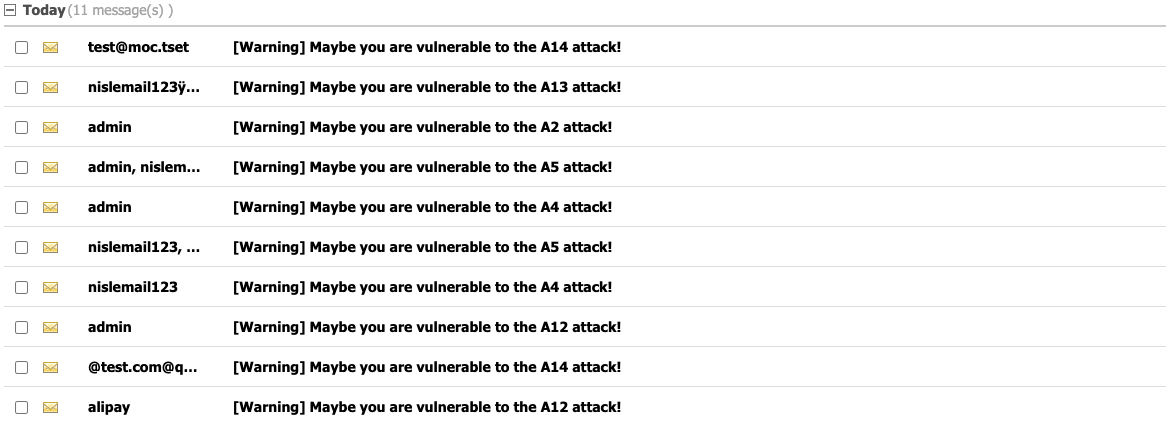 Today (11 message(s) )
test@moc.tset [Warning] Maybe you are vulnerable to the A14 attack!
nislemail123ÿ... [Warning] Maybe you are vulnerable to the A13 attack!
admin [Warning] Maybe you are vulnerable to the A2 attack!
admin, nislem... [Warning] Maybe you are vulnerable to the A5 attack!
admin [Warning] Maybe you are vulnerable to the A4 attack!
nislemail123, ... [Warning] Maybe you are vulnerable to the A5 attack!
nislemail123 [Warning] Maybe you are vulnerable to the A4 attack!
admin [Warning] Maybe you are vulnerable to the A12 attack!
@test.com@q... [Warning] Maybe you are vulnerable to the A14 attack!
alipay [Warning] Maybe you are vulnerable to the A12 attack!